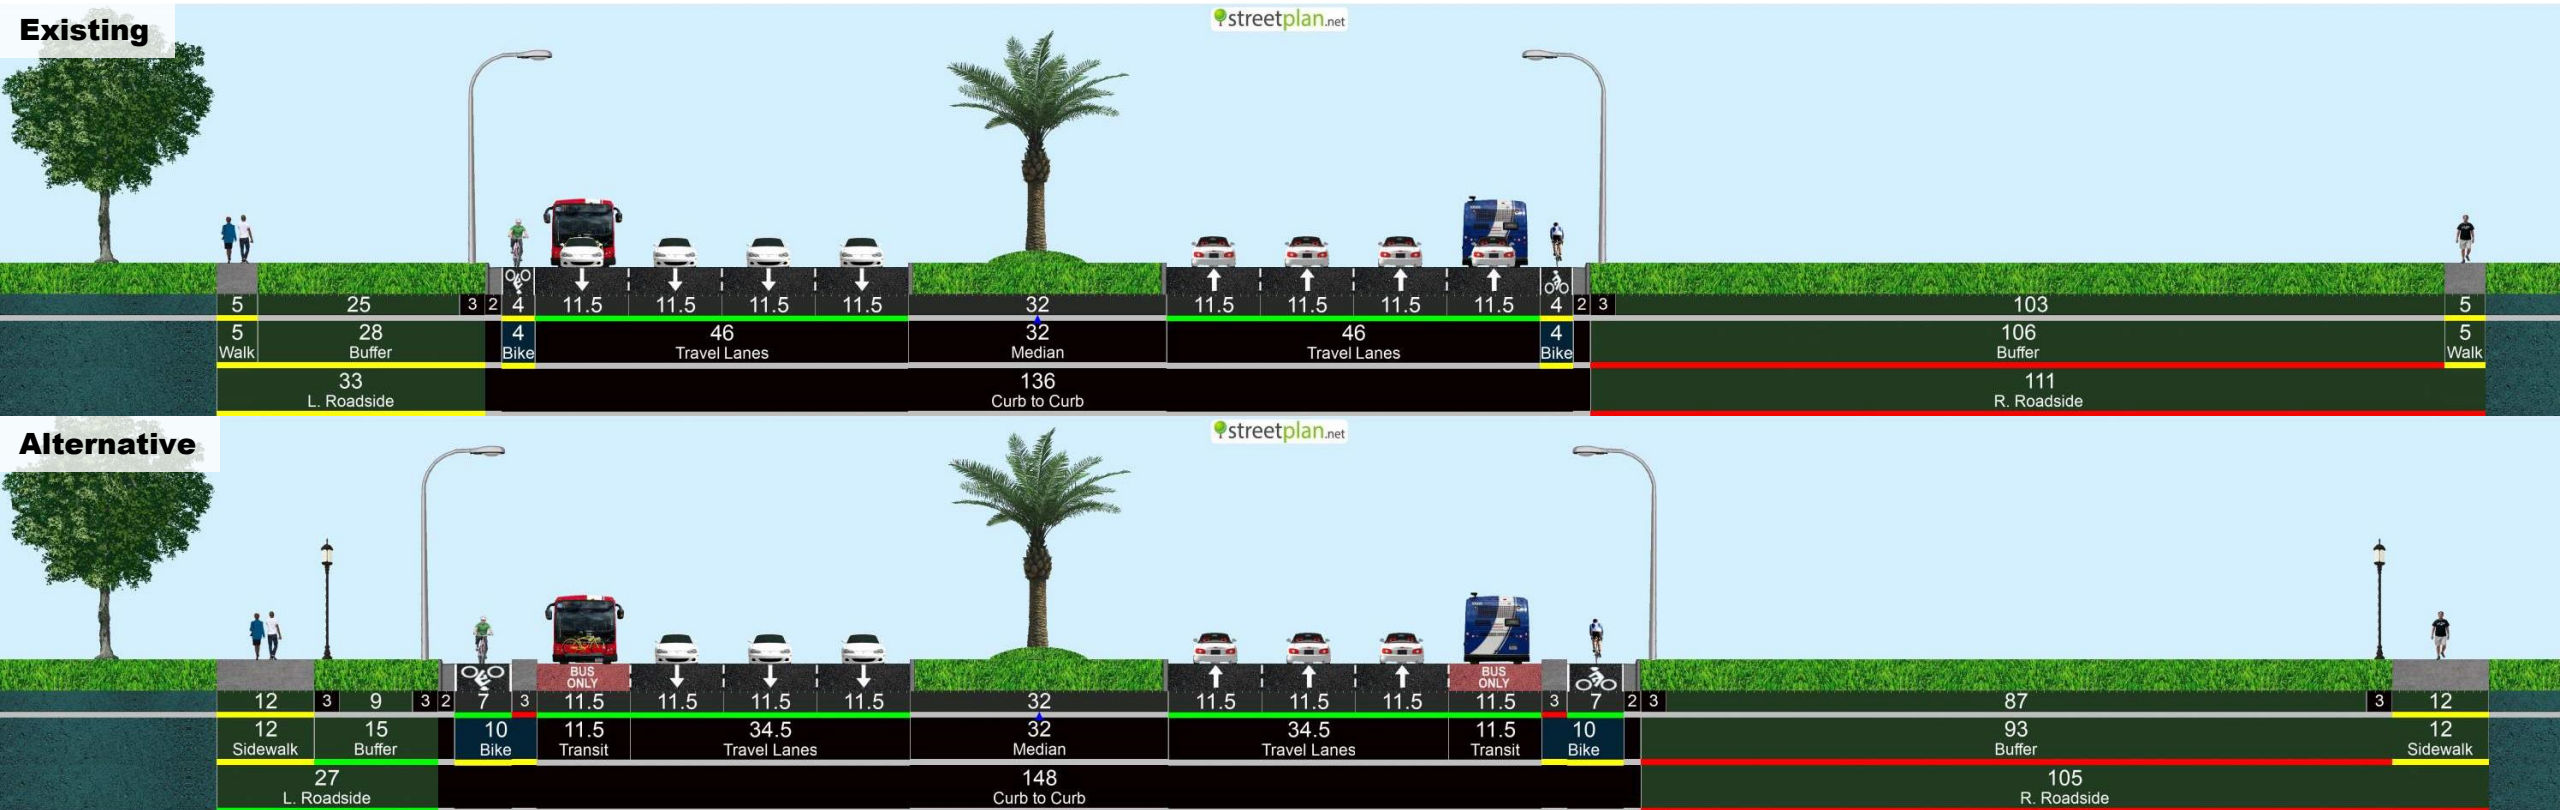 Existing
streetplan.net
5 25 3 2 4 11.5 11.5 11.5 11.5 32 11.5 11.5 11.5 11.5 4 2 3 103 5
5 28 4 46 32 46 4 106 5
Walk Buffer Bike Travel Lanes Median Travel Lanes Bike Buffer Walk
33 136 111
L. Roadside Curb to Curb R. Roadside
Alternative
streetplan.net
BUS BUS
ONLY ONLY
12 3 9 3 2 7 3 11.5 11.5 11.5 11.5 32 11.5 11.5 11.5 11.5 3 7 2 3 87 3 12
12 15 10 11.5 34.5 32 34.5 11.5 10 93 12
Sidewalk Buffer Bike Transit Travel Lanes Median Travel Lanes Transit Bike Buffer Sidewalk
27 148 105
L. Roadside Curb to Curb R. Roadside